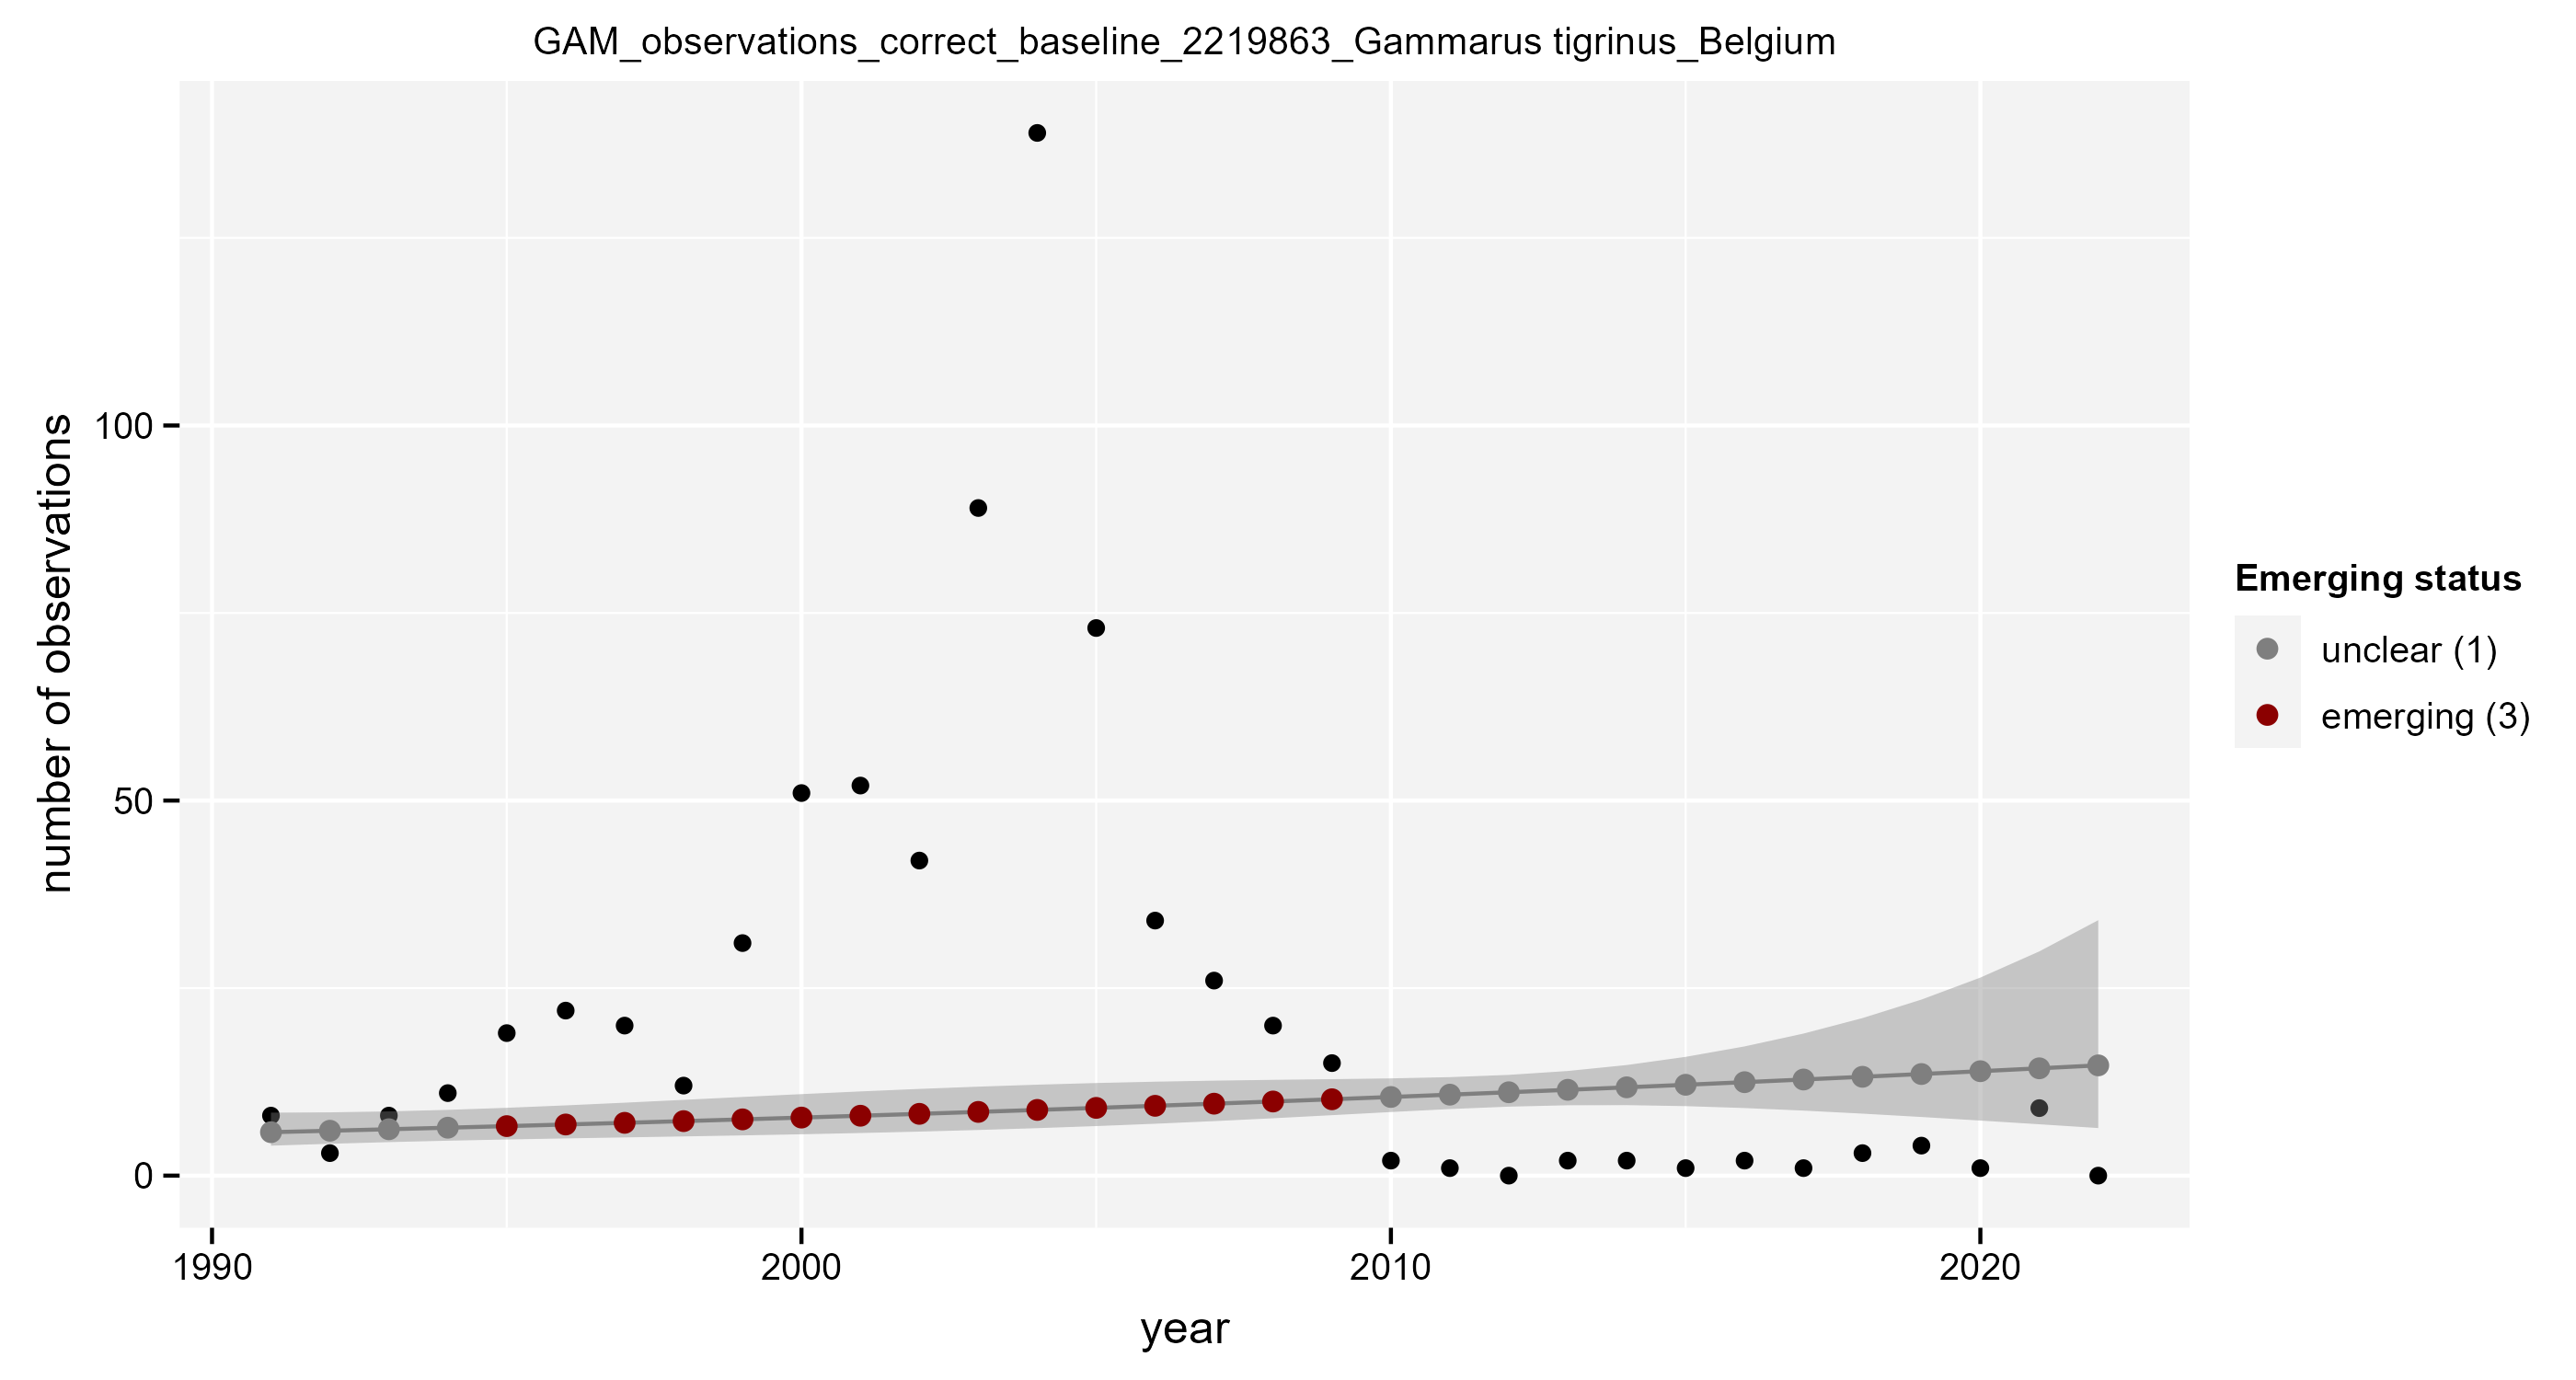 GAM_observations_correct_baseline_2219863_Gammarus tigrinus_Belgium
number of observations
100
50
0
1990
2000
2010
2020
year
Emerging status
unclear (1)
emerging (3)